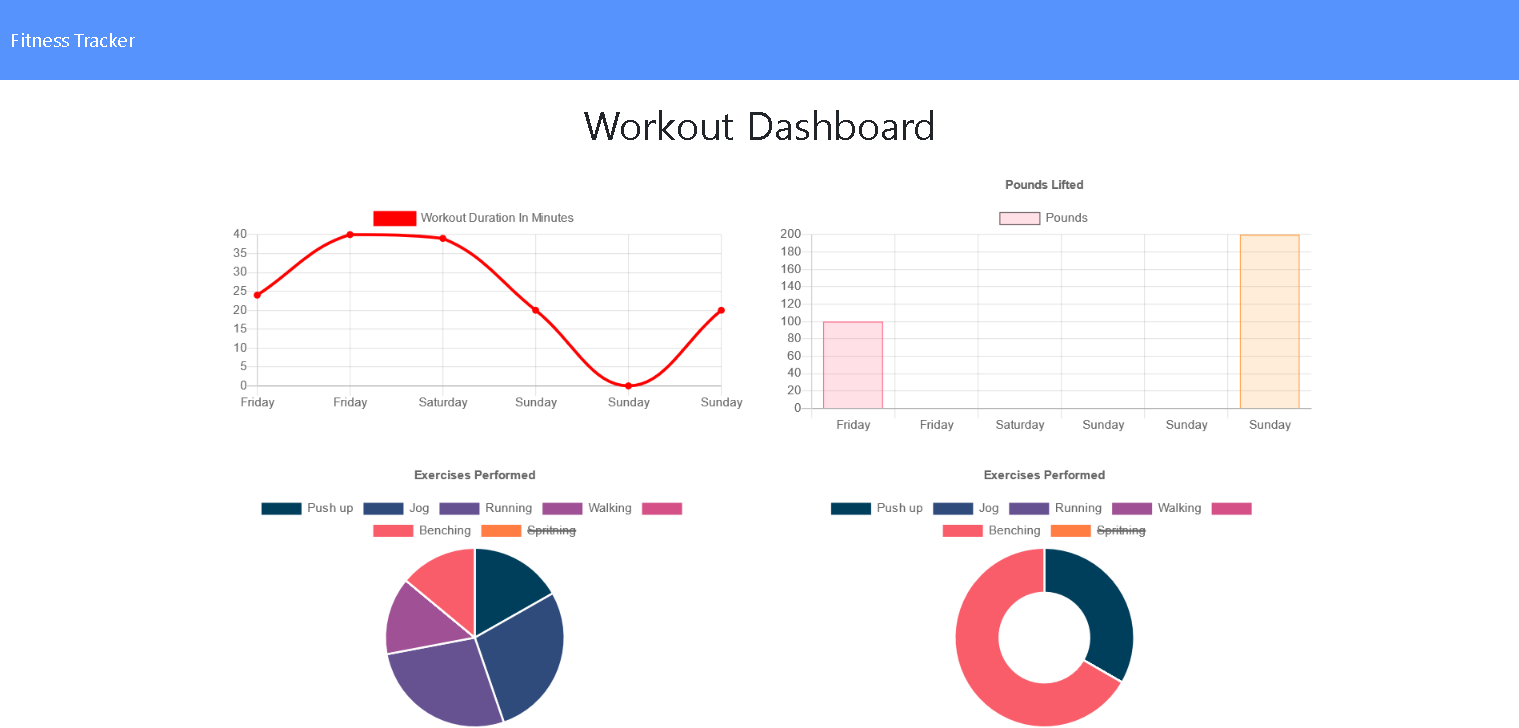 Fitness Tracker
Workout Dashboard
Workout Duration In Minutes
40
35
30
25
20
15
10
5
0
Friday Friday Saturday Sunday Sunday Sunday
Pounds Lifted
Pounds
200
180
160
140
120
100
80
60
40
20
0
Friday Friday Saturday Sunday Sunday Sunday
Exercises Performed
Push up Jog Running Walking
Benching Spritning
Exercises Performed
Push up Jog Running Walking
Benching Spritning